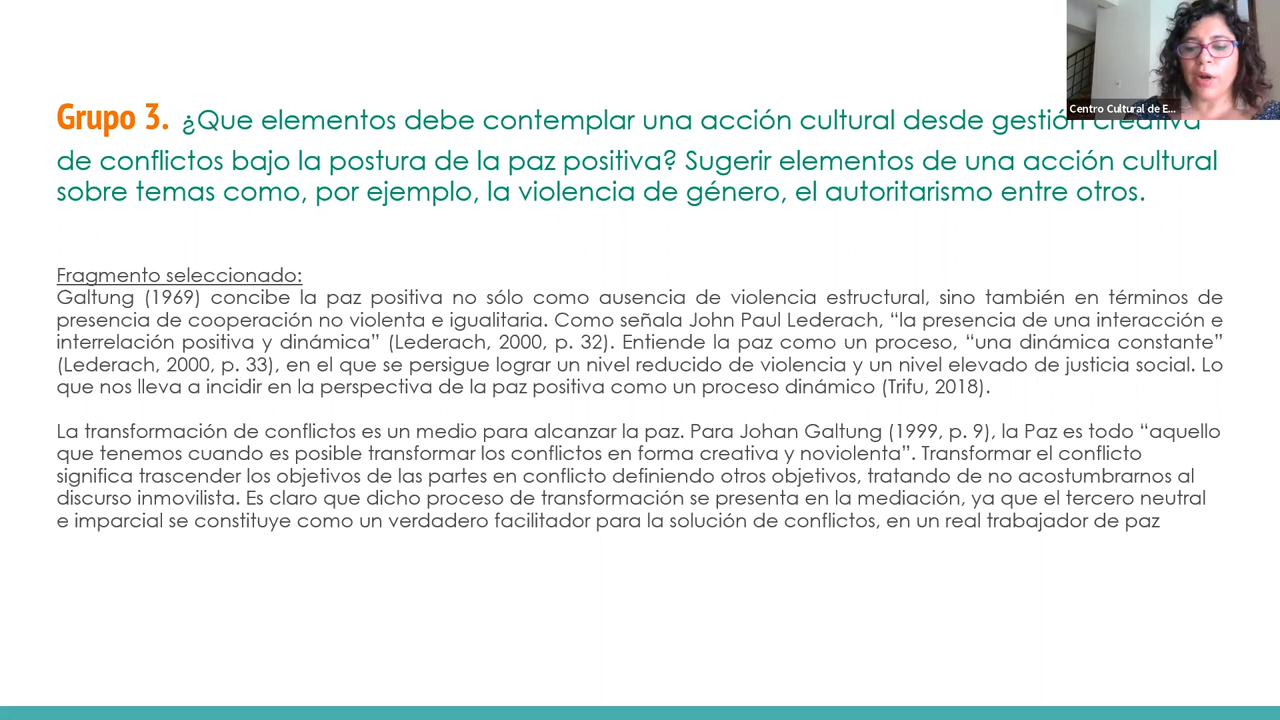 Centro Cultural de E...
Grupo 3. ¿Que elementos debe contemplar una acción cultural desde gestión creativa
de conflictos bajo la postura de la paz positiva? Sugerir elementos de una acción cultural
sobre temas como, por ejemplo, la violencia de género, el autoritarismo entre otros.
Fragmento seleccionado:
Galtung (1969) concibe la paz positiva no sólo como ausencia de violencia estructural, sino también en términos de
presencia de cooperación no violenta e igualitaria. Como señala John Paul Lederach, “la presencia de una interacción e
interrelación positiva y dinámica” (Lederach, 2000, p. 32). Entiende la paz como un proceso, “una dinámica constante”
(Lederach, 2000, p. 33), en el que se persigue lograr un nivel reducido de violencia y un nivel elevado de justicia social. Lo
que nos lleva a incidir en la perspectiva de la paz positiva como un proceso dinámico (Trifu, 2018).
La transformación de conflictos es un medio para alcanzar la paz. Para Johan Galtung (1999, p. 9), la Paz es todo “aquello
que tenemos cuando es posible transformar los conflictos en forma creativa y noviolenta”. Transformar el conflicto
significa trascender los objetivos de las partes en conflicto definiendo otros objetivos, tratando de no acostumbrarnos al
discurso inmovilista. Es claro que dicho proceso de transformación se presenta en la mediación, ya que el tercero neutral
e imparcial se constituye como un verdadero facilitador para la solución de conflictos, en un real trabajador de paz